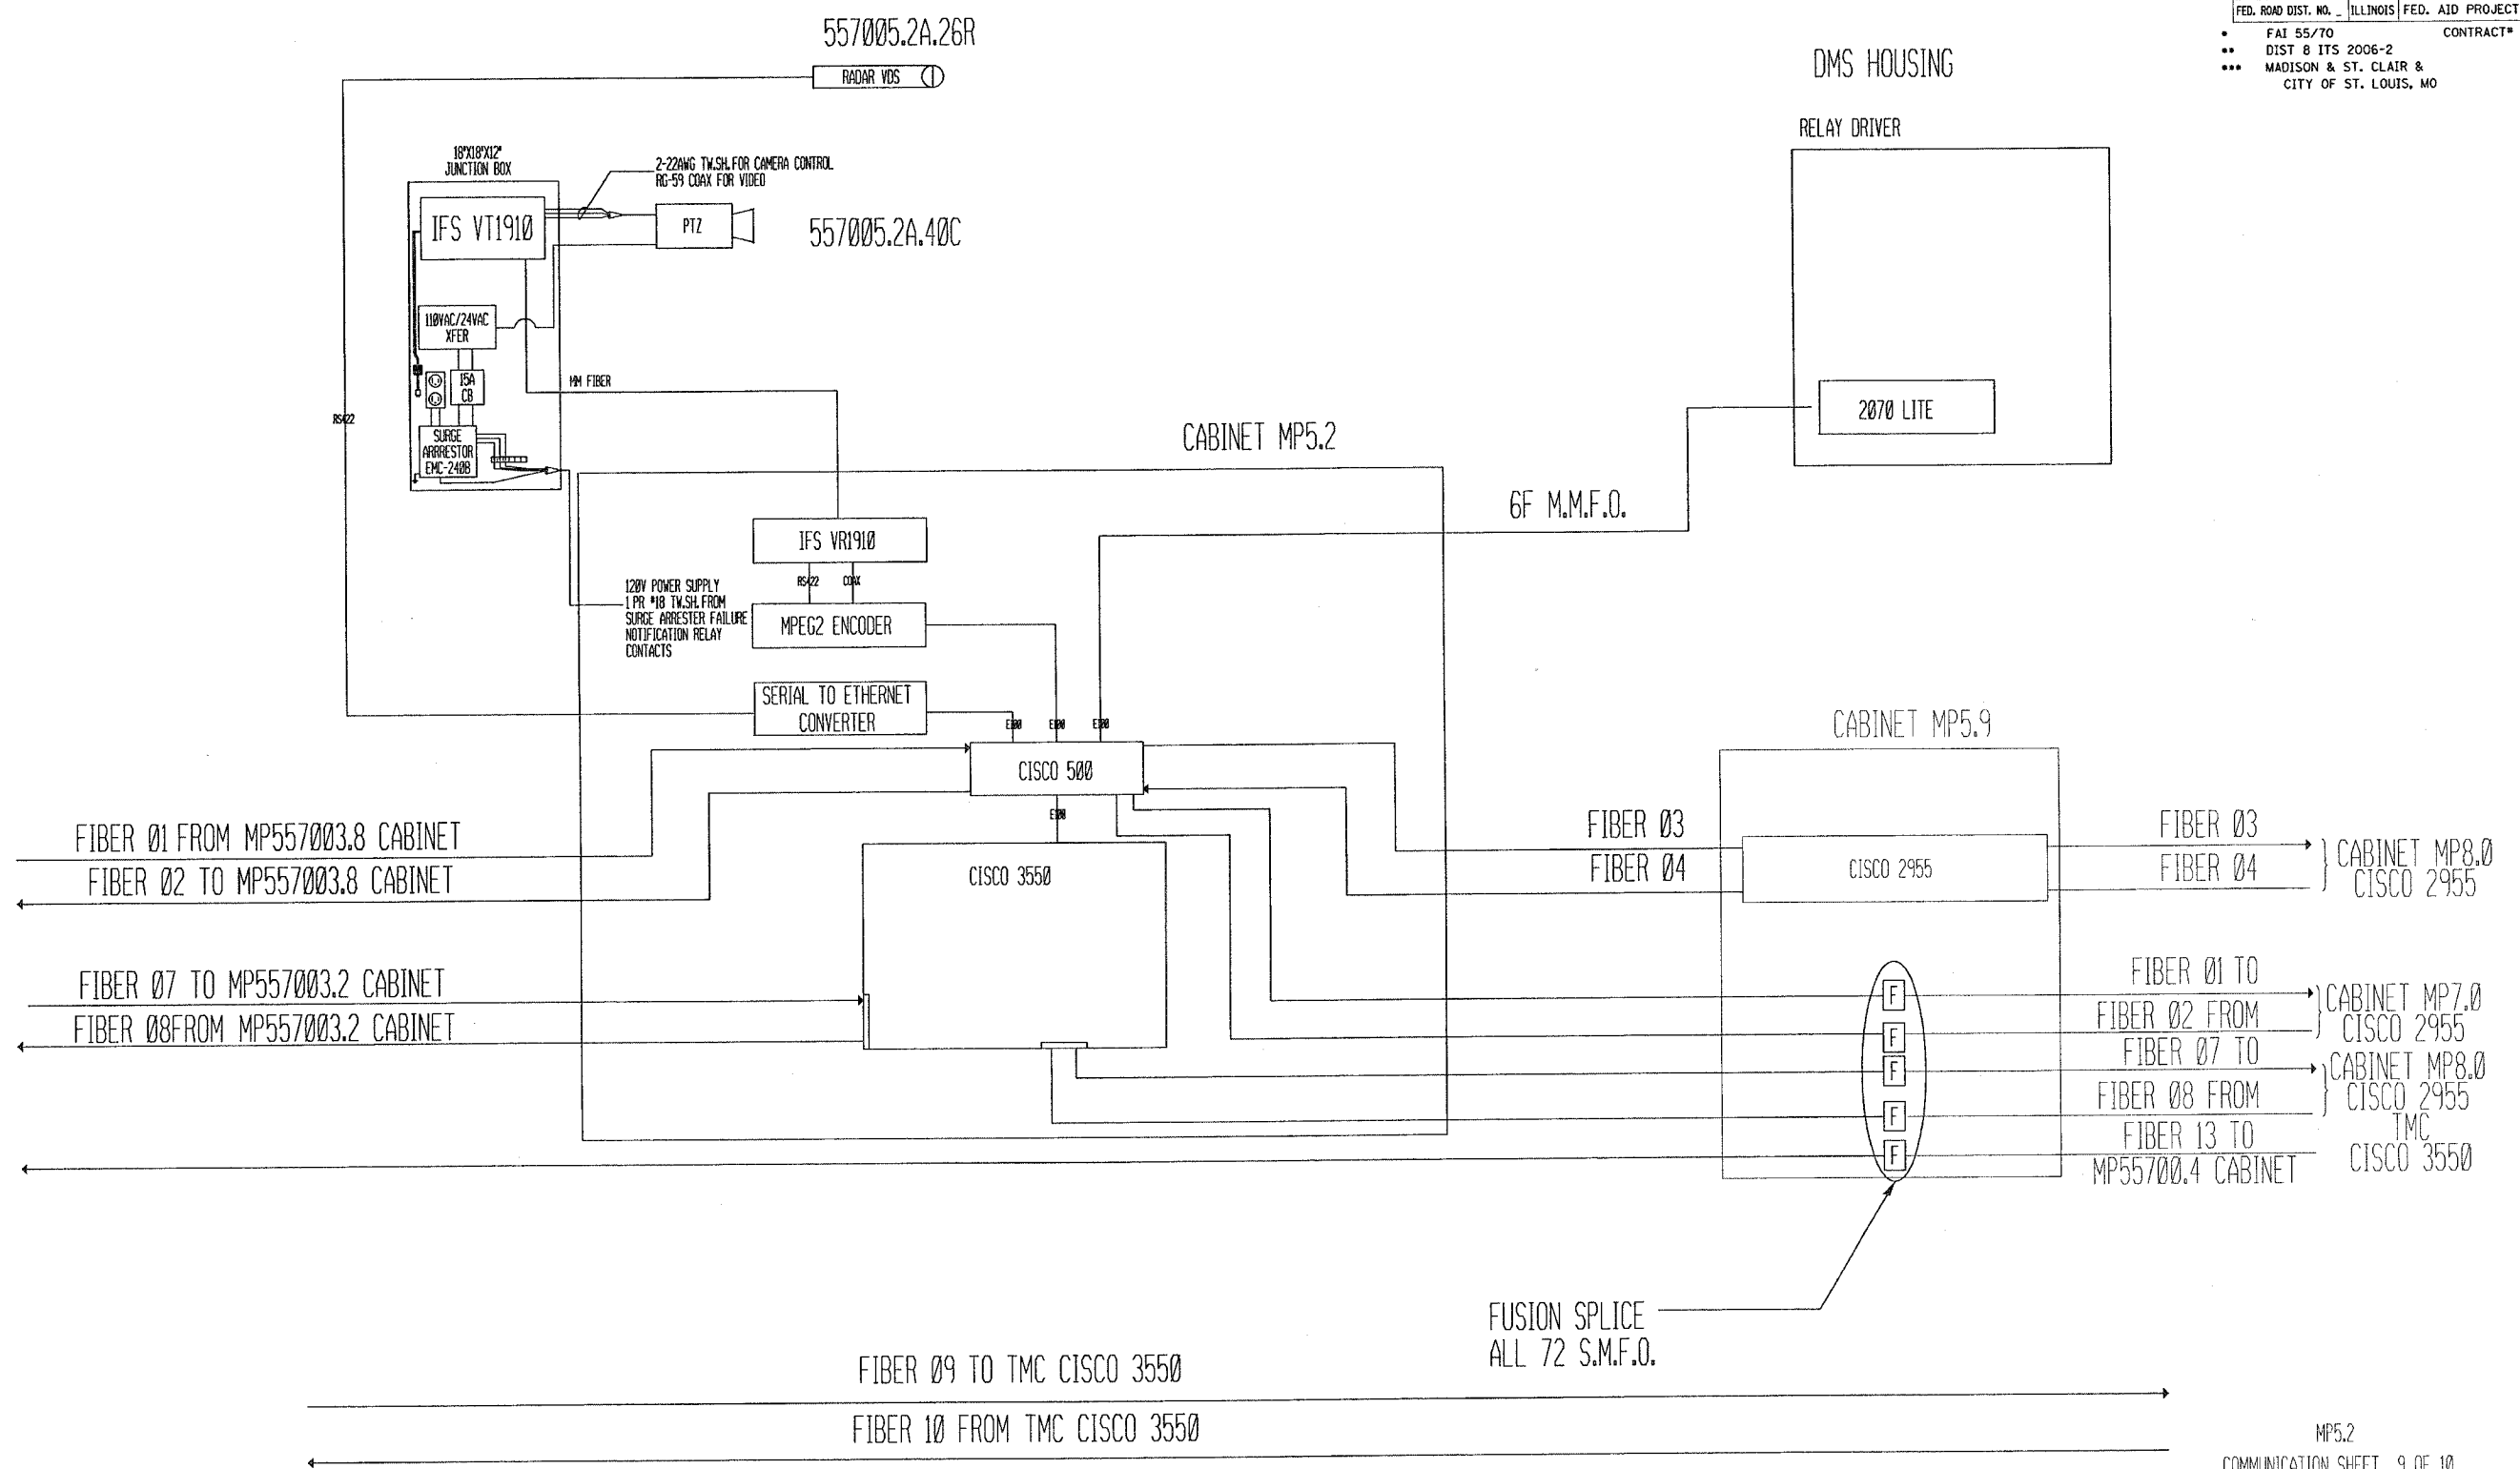 FED. ROAD DIST. NO. _ ILLINOIS FED. AID PROJECT
• FAI 55/70 CONTRACT#
•• DIST 8 ITS 2006-2
••• MADISON & ST. CLAIR &
CITY OF ST. LOUIS, MO
557005.2A.26R
RADAR VDS
DMS HOUSING
RELAY DRIVER
2070 LITE
18"X18"X12"
JUNCTION BOX
2-22AWG TW.SH. FOR CAMERA CONTROL
RG-59 COAX FOR VIDEO
IFS VT1910
PTZ
557005.2A.40C
110VAC/24VAC
XFER
15A
CB
SURGE
ARRRESTOR
EMC-240B
MM FIBER
RS422
CABINET MP5.2
6F M.M.F.O.
IFS VR1910
RS422 COAX
120V POWER SUPPLY
1 PR #18 TW.SH. FROM
SURGE ARRESTER FAILURE
NOTIFICATION RELAY
CONTACTS
MPEG2 ENCODER
SERIAL TO ETHERNET
CONVERTER
E100 E100 E100
CISCO 500
E100
CISCO 3550
CABINET MP5.9
FIBER 01 FROM MP557003.8 CABINET
FIBER 02 TO MP557003.8 CABINET
FIBER 07 TO MP557003.2 CABINET
FIBER 08FROM MP557003.2 CABINET
FIBER 03
FIBER 04
CISCO 2955
FIBER 03
FIBER 04
CABINET MP8.0
CISCO 2955
F
F
F
F
F
FIBER 01 TO
FIBER 02 FROM
CABINET MP7.0
CISCO 2955
FIBER 07 TO
FIBER 08 FROM
CABINET MP8.0
CISCO 2955
FIBER 13 TO
MP55700.4 CABINET
TMC
CISCO 3550
FUSION SPLICE
ALL 72 S.M.F.O.
FIBER 09 TO TMC CISCO 3550
FIBER 10 FROM TMC CISCO 3550
MP5.2
COMMUNICATION SHEET 9 OF 10